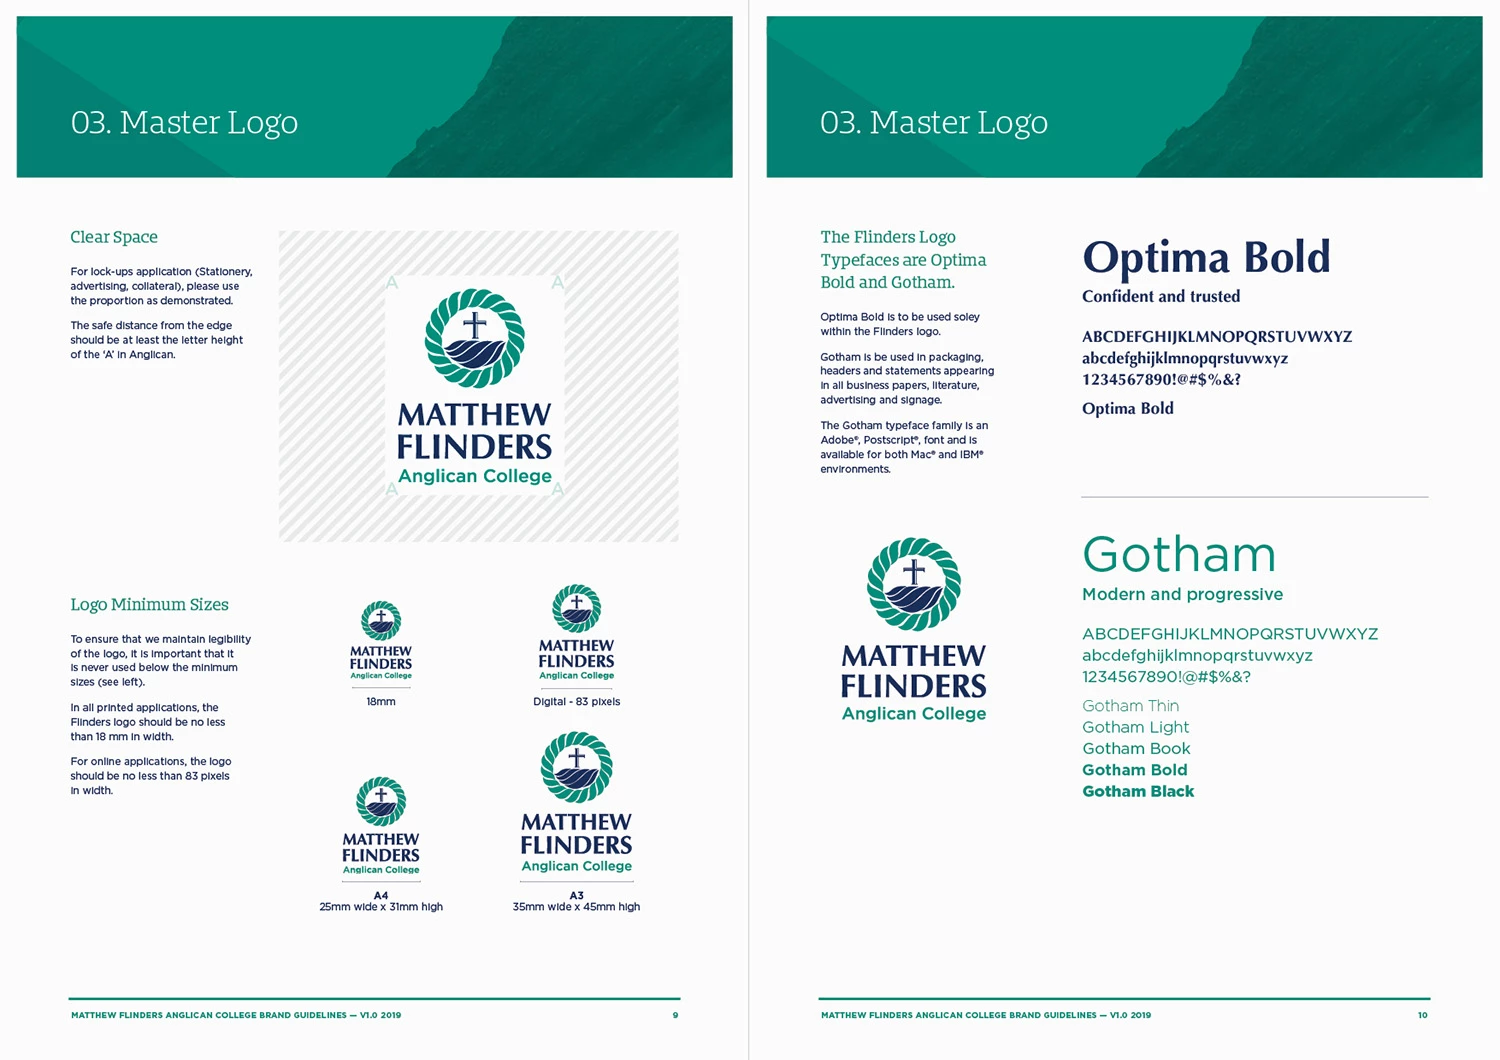 03. Master Logo
Clear Space
For lock-ups application (Stationery,
advertising, collateral), please use
the proportion as demonstrated.
The safe distance from the edge
should be at least the letter height
of the ‘A’ in Anglican.
A A
MATTHEW
FLINDERS
Anglican College
A A
Logo Minimum Sizes
To ensure that we maintain legibility
of the logo, it is important that it
is never used below the minimum
sizes (see left).
In all printed applications, the
Flinders logo should be no less
than 18 mm in width.
For online applications, the logo
should be no less than 83 pixels
in width.
MATTHEW
FLINDERS
Anglican College
18mm
MATTHEW
FLINDERS
Anglican College
Digital - 83 pixels
MATTHEW
FLINDERS
Anglican College
A4
25mm wide x 31mm high
MATTHEW
FLINDERS
Anglican College
A3
35mm wide x 45mm high
MATTHEW FLINDERS ANGLICAN COLLEGE BRAND GUIDELINES — V1.0 2019
9
03. Master Logo
The Flinders Logo
Typefaces are Optima
Bold and Gotham.
Optima Bold is to be used soley
within the Flinders logo.
Gotham is be used in packaging,
headers and statements appearing
in all business papers, literature,
advertising and signage.
The Gotham typeface family is an
Adobe®, Postscript®, font and is
available for both Mac® and IBM®
environments.
MATTHEW
FLINDERS
Anglican College
Optima Bold
Confident and trusted
ABCDEFGHIJKLMNOPQRSTUVWXYZ
abcdefghijklmnopqrstuvwxyz
1234567890!@#$%&?
Optima Bold
Gotham
Modern and progressive
ABCDEFGHIJKLMNOPQRSTUVWXYZ
abcdefghijklmnopqrstuvwxyz
1234567890!@#$%&?
Gotham Thin
Gotham Light
Gotham Book
Gotham Bold
Gotham Black
MATTHEW FLINDERS ANGLICAN COLLEGE BRAND GUIDELINES — V1.0 2019
10